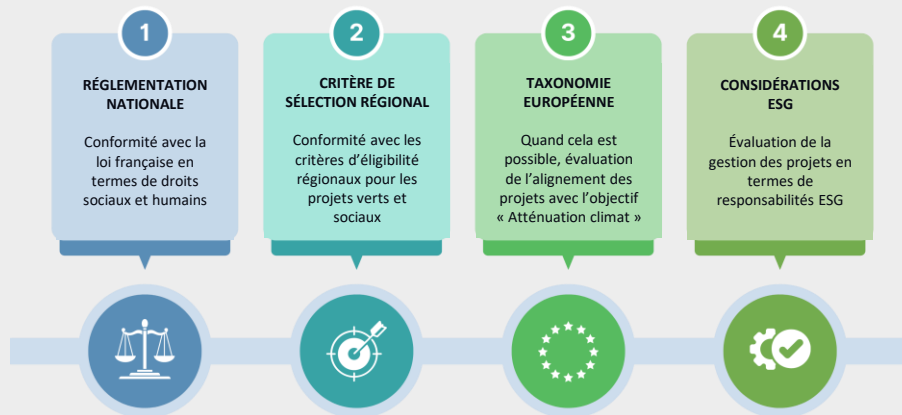 1
RÉGLEMENTATION
NATIONALE
Conformité avec la
loi française en
termes de droits
sociaux et humains
2
CRITÈRE DE
SÉLECTION RÉGIONAL
Conformité avec les
critères d’éligibilité
régionaux pour les
projets verts et
sociaux
3
TAXONOMIE
EUROPÉENNE
Quand cela est
possible, évaluation
de l’alignement des
projets avec l’objectif
« Atténuation climat »
4
CONSIDÉRATIONS
ESG
Évaluation de la
gestion des projets en
termes de
responsabilités ESG